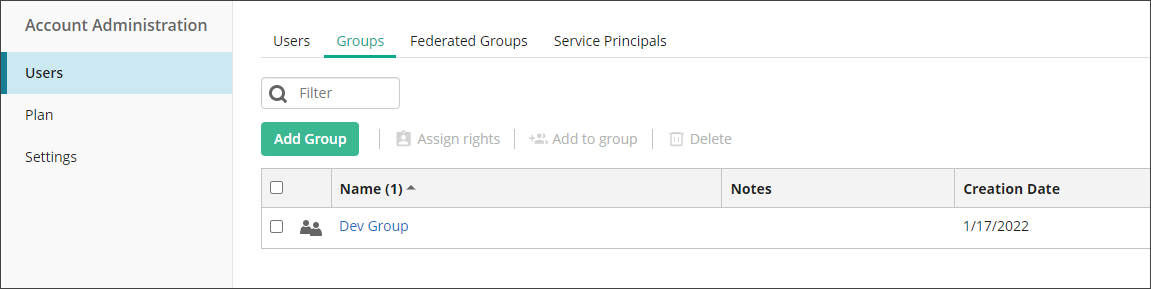 Account Administration
Users
Plan
Settings
Users Groups Federated Groups Service Principals
Filter
Add Group Assign rights Add to group Delete
Name (1) Notes Creation Date
Dev Group 1/17/2022